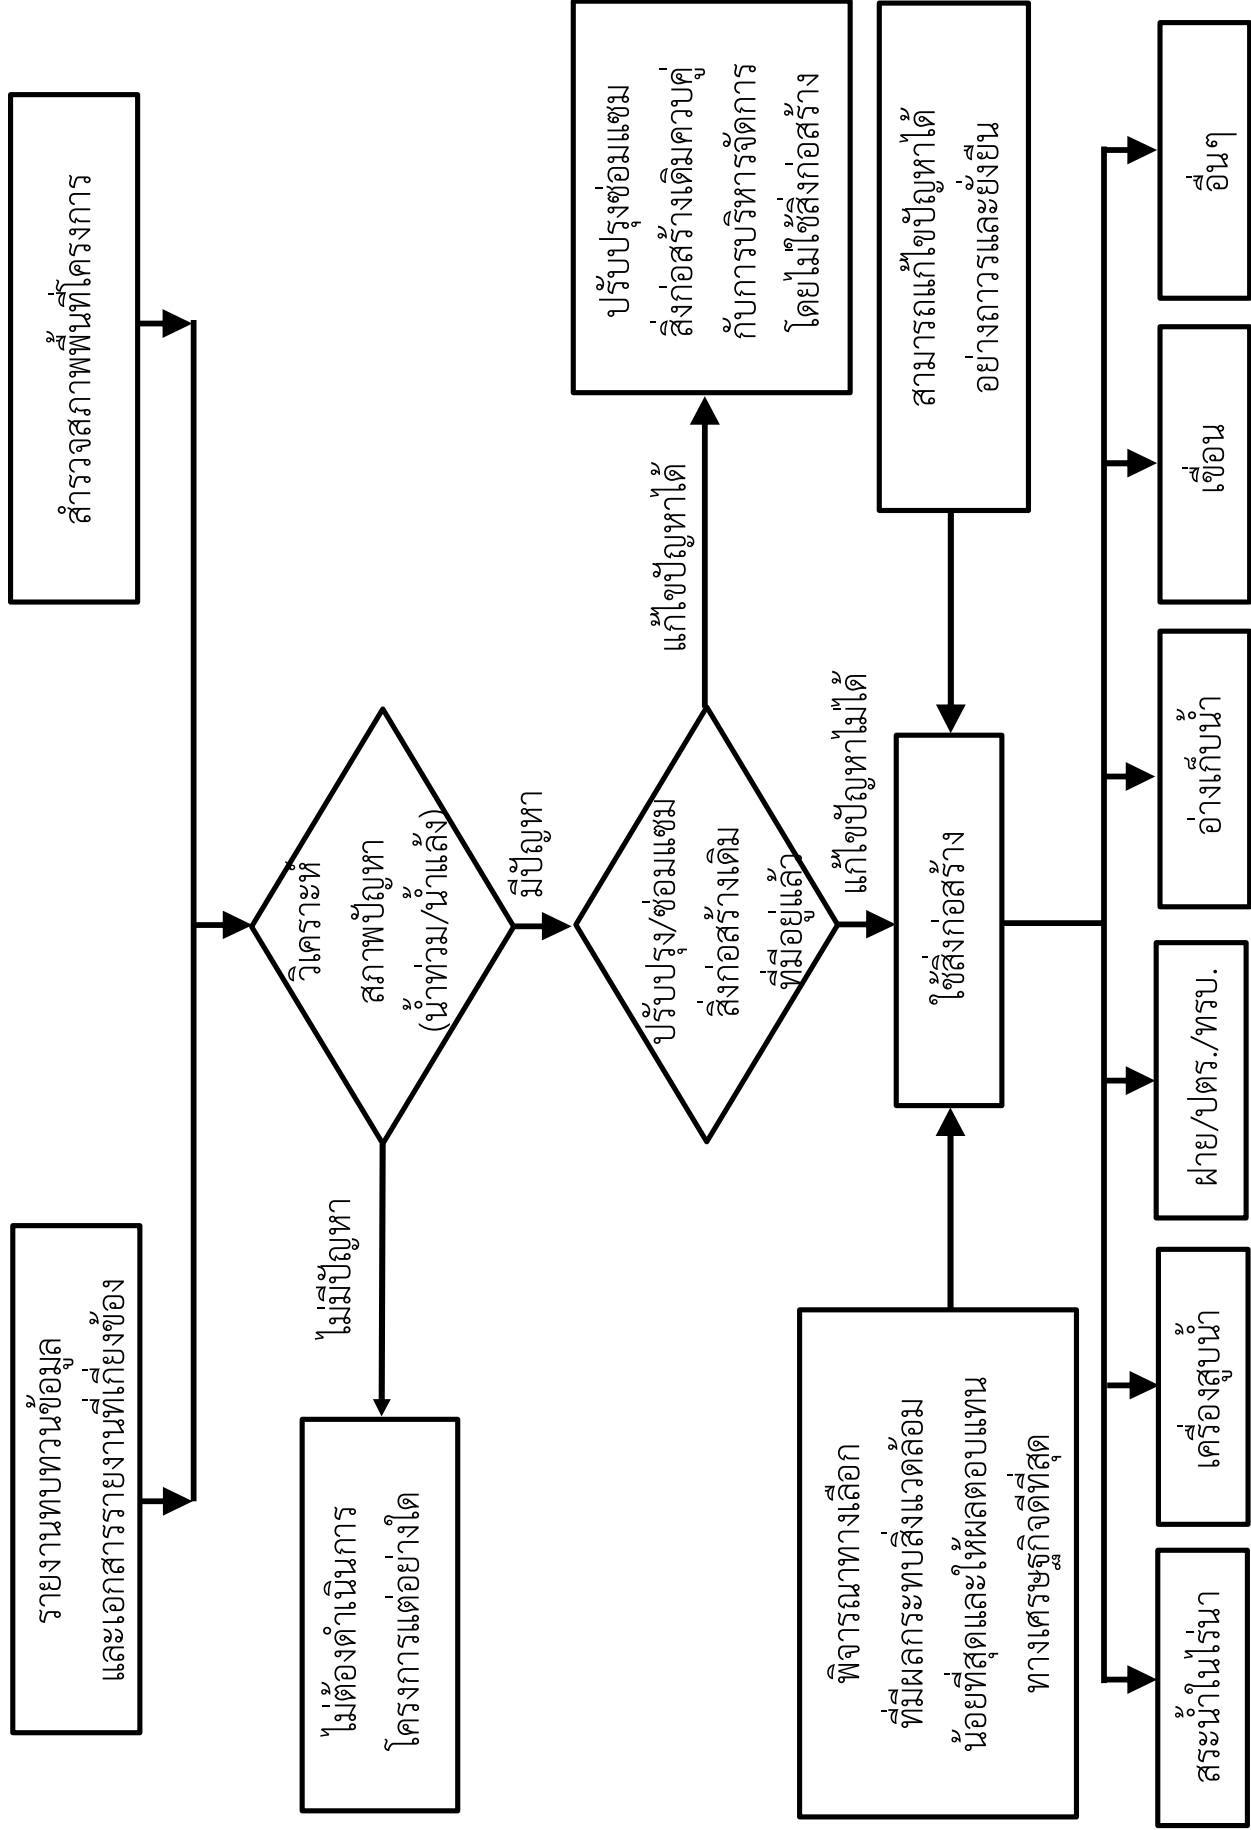 รายงานทบทวนข้อมูล
และเอกสารรายงานที่เกี่ยงข้อง
สำรวจสภาพพื้นที่โครงการ
วิเคราะห์
สภาพปัญหา
(น้ำท่วม/น้ำแล้ง)
ไม่มีปัญหา
ไม่ต้องดำเนินการ
โครงการแต่อย่างใด
มีปัญหา
ปรับปรุง/ซ่อมแซม
สิ่งก่อสร้างเดิม
ที่มีอยู่แล้ว
แก้ไขปัญหาได้
ปรับปรุงซ่อมแซม
สิ่งก่อสร้างเดิมควบคู่
กับการบริหารจัดการ
โดยไม่ใช้สิ่งก่อสร้าง
แก้ไขปัญหาไม่ได้
พิจารณาทางเลือก
ที่มีผลกระทบสิ่งแวดล้อม
น้อยที่สุดและให้ผลตอบแทน
ทางเศรษฐกิจดีที่สุด
ใช้สิ่งก่อสร้าง
สามารถแก้ไขปัญหาได้
อย่างถาวรและยั่งยืน
สระน้ำในไร่นา
เครื่องสูบน้ำ
ฝาย/ปตร./ทรบ.
อ่างเก็บน้ำ
เขื่อน
อื่นๆ